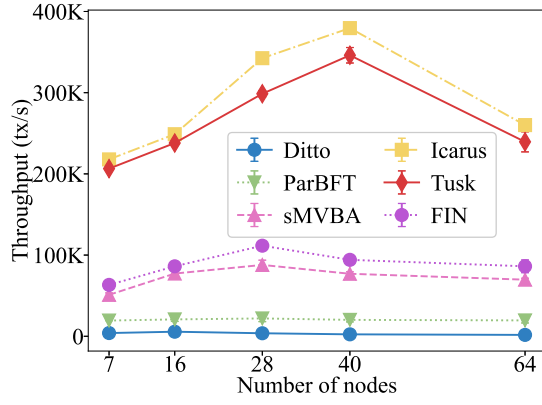 400K
300K
200K
100K
0
Throughput (tx/s)
Ditto
ParBFT
sMVBA
Icarus
Tusk
FIN
7 16 28 40 64
Number of nodes